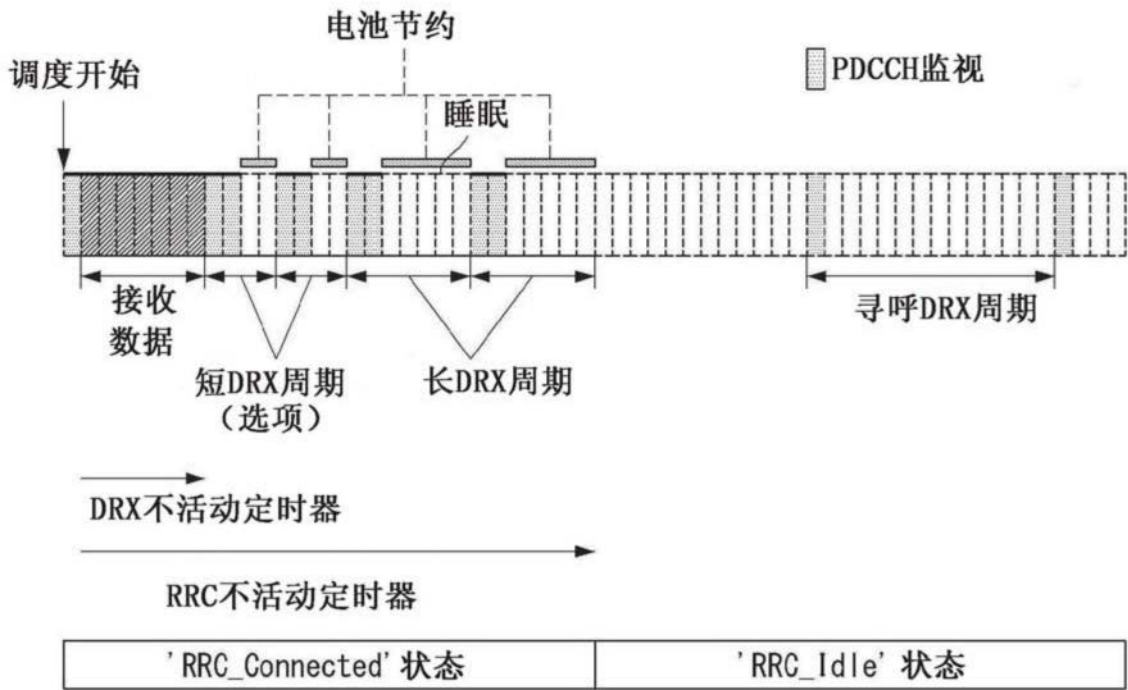 电池节约
调度开始
PDCCH监视
睡眠
接收
数据
寻呼DRX周期
短DRX周期
（选项）
长DRX周期
DRX不活动定时器
RRC不活动定时器
'RRC_Connected'状态
'RRC_Idle'状态